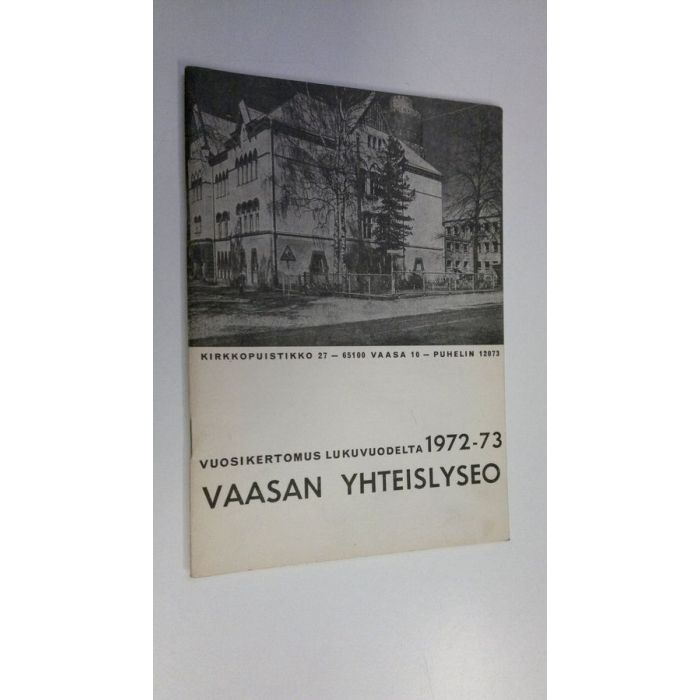 KIRKKOPUISTIKKO 27 – 65100 VAASA 10 – PUHELIN 12073
VUOSIKERTOMUS LUKUVUODELTA 1972-73
VAASAN YHTEISLYSEO